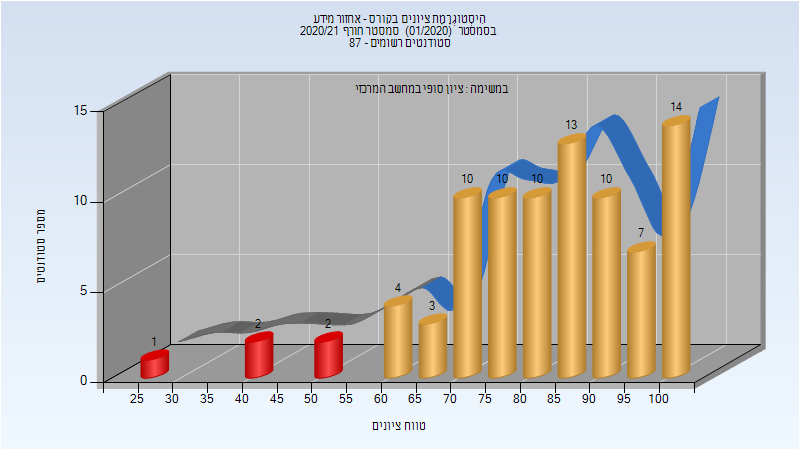 היסטוגרמת ציונים בקורס - אחזור מידע
בסמסטר (01/2020) סמסטר חורף 2020/21
סטודנטים רשומים - 87
במשימה : ציון סופי במחשב המרכזי
מספר סטודנטים
15
10
5
0
1
2
2
4
3
10
10
10
13
10
7
14
25 30 35 40 45 50 55 60 65 70 75 80 85 90 95 100
טווח ציונים